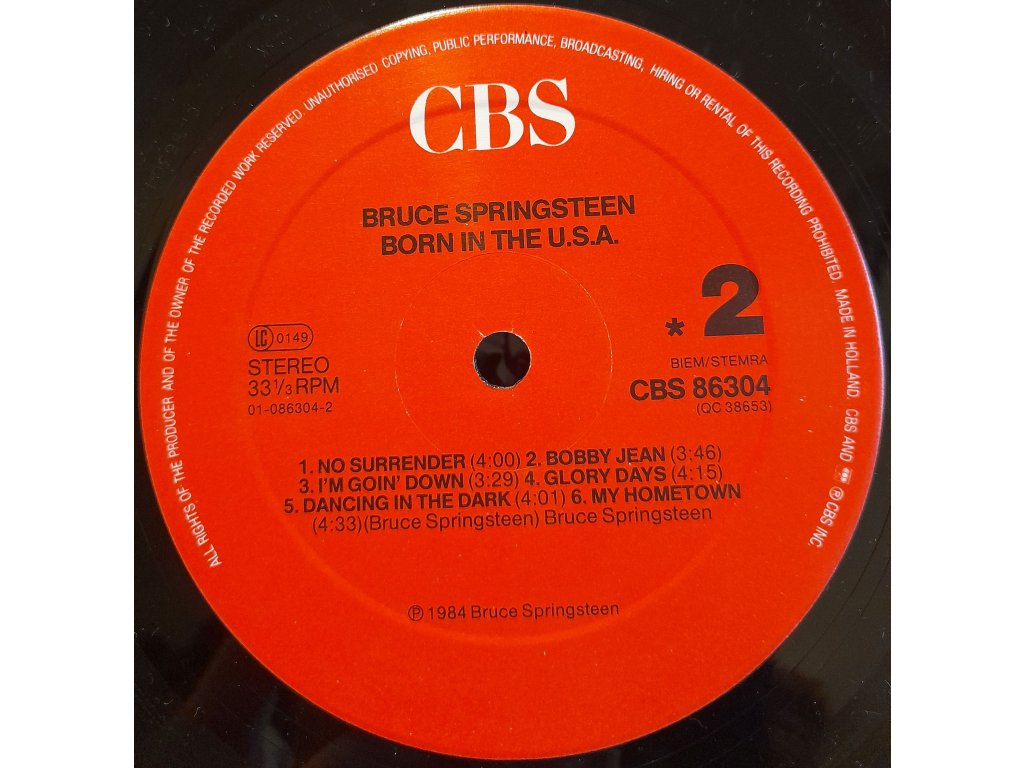 ALL RIGHTS OF THE PRODUCER AND OF THE OWNER OF THE RECORDED WORK RESERVED. UNAUTHORISED COPYING, PUBLIC PERFORMANCE, BROADCASTING, HIRING OR RENTAL OF THIS RECORDING PROHIBITED. MADE IN HOLLAND. CBS AND ℗ CBS INC.
CBS
BRUCE SPRINGSTEEN
BORN IN THE U.S.A.
* 2
LC 0149
STEREO
33 1/3 RPM
01-086304-2
BIEM/STEMRA
CBS 86304
(QC 38653)
1. NO SURRENDER (4:00) 2. BOBBY JEAN (3:46)
3. I'M GOIN' DOWN (3:29) 4. GLORY DAYS (4:15)
5. DANCING IN THE DARK (4:01) 6. MY HOMETOWN
(4:33)(Bruce Springsteen) Bruce Springsteen
℗ 1984 Bruce Springsteen